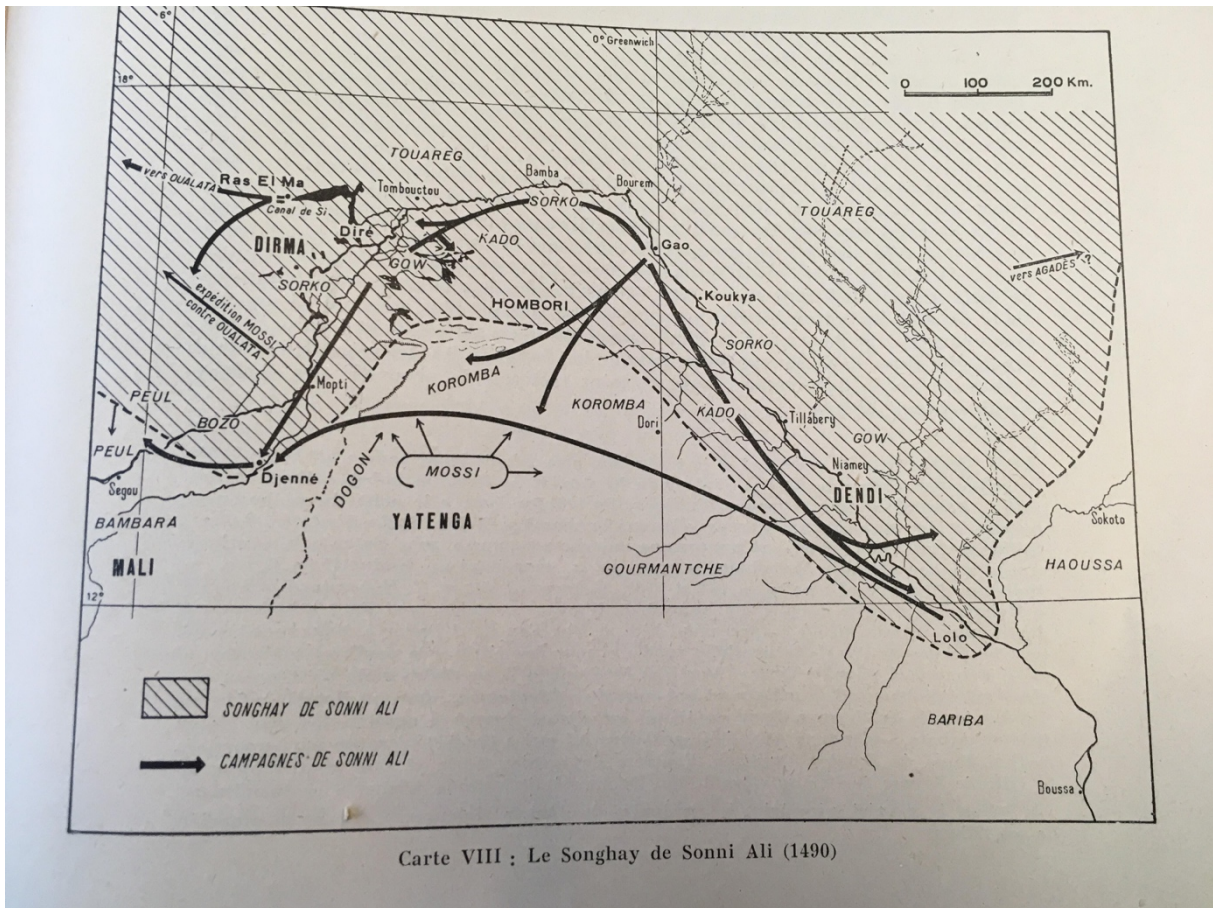 6°
0° Greenwich
18°
0 100 200 Km.
TOUAREG
vers OUALATA
Ras El Ma
Canal de Si
Tombouctou
Bamba
Bourem
SORKO
TOUAREG
DIRMA
Diré
KADO
GOW
Gao
vers AGADÈS ?
SORKO
expédition MOSSI
contre OUALATA
HOMBORI
Koukya
SORKO
PEUL
Mopti
KOROMBA
KOROMBA
KADO
Tillabery
BOZO
Dori
GOW
PEUL
MOSSI
Niamey
Segou
Djenné
DOGON
DENDI
BAMBARA
YATENGA
Sokoto
MALI
GOURMANTCHE
HAOUSSA
12°
Lolo
SONGHAY DE SONNI ALI
BARIBA
CAMPAGNES DE SONNI ALI
Boussa
Carte VIII : Le Songhay de Sonni Ali (1490)